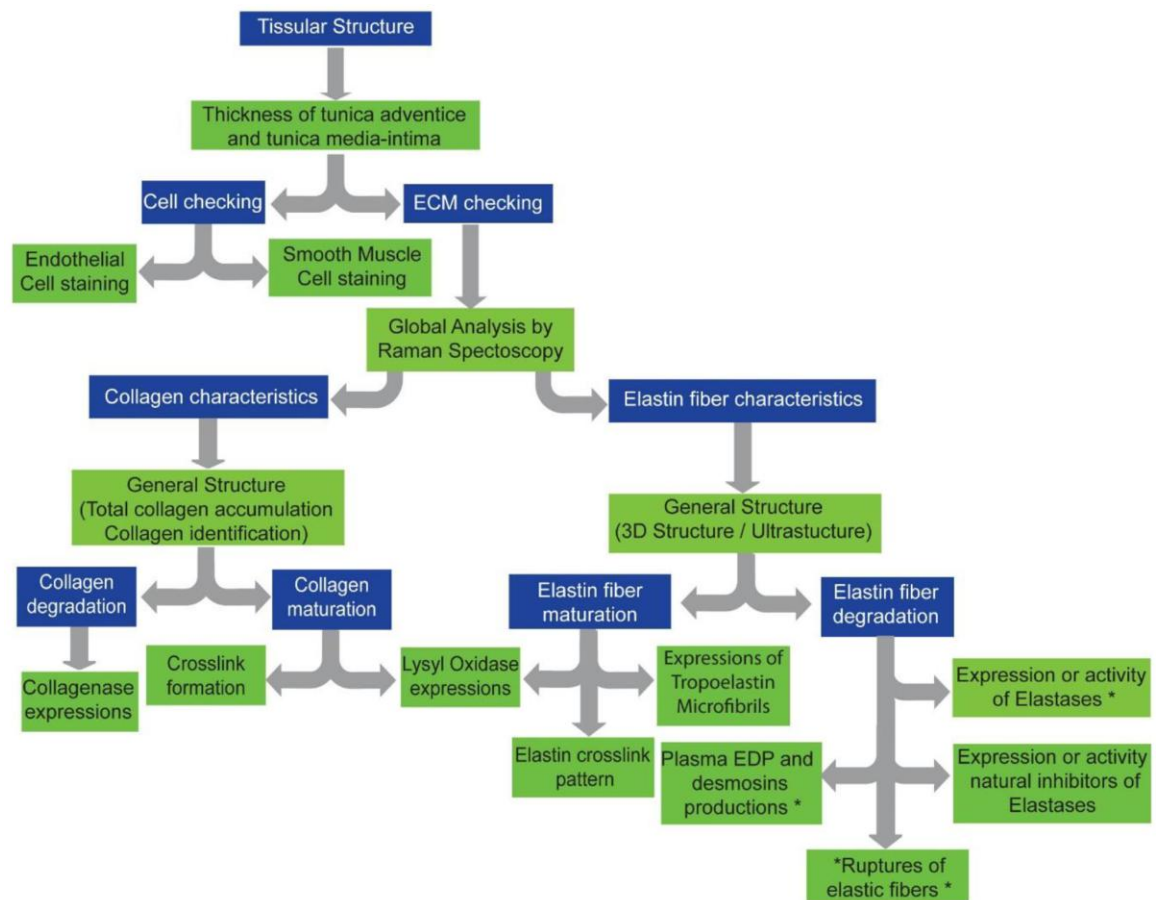 Tissular Structure
Thickness of tunica adventice
and tunica media-intima
Cell checking
ECM checking
Endothelial
Cell staining
Smooth Muscle
Cell staining
Global Analysis by
Raman Spectoscopy
Collagen characteristics
Elastin fiber characteristics
General Structure
(Total collagen accumulation
Collagen identification)
General Structure
(3D Structure / Ultrastucture)
Collagen
degradation
Collagen
maturation
Elastin fiber
maturation
Elastin fiber
degradation
Collagenase
expressions
Crosslink
formation
Lysyl Oxidase
expressions
Expressions of
Tropoelastin
Microfibrils
Expression or activity
of Elastases *
Elastin crosslink
pattern
Plasma EDP and
desmosins
productions *
Expression or activity
natural inhibitors of
Elastases
*Ruptures of
elastic fibers *